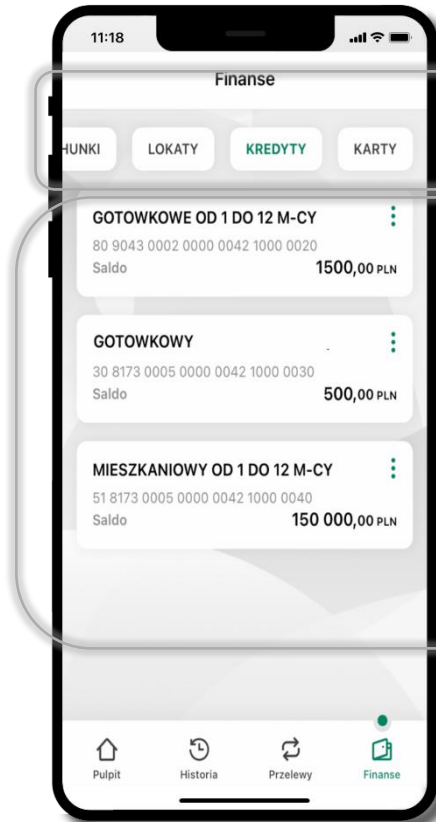 11:18
Finanse
HUNKI LOKATY KREDYTY KARTY
GOTOWKOWE OD 1 DO 12 M-CY
80 9043 0002 0000 0042 1000 0020
Saldo 1500,00 PLN
GOTOWKOWY
30 8173 0005 0000 0042 1000 0030
Saldo 500,00 PLN
MIESZKANIOWY OD 1 DO 12 M-CY
51 8173 0005 0000 0042 1000 0040
Saldo 150 000,00 PLN
Pulpit Historia Przelewy Finanse